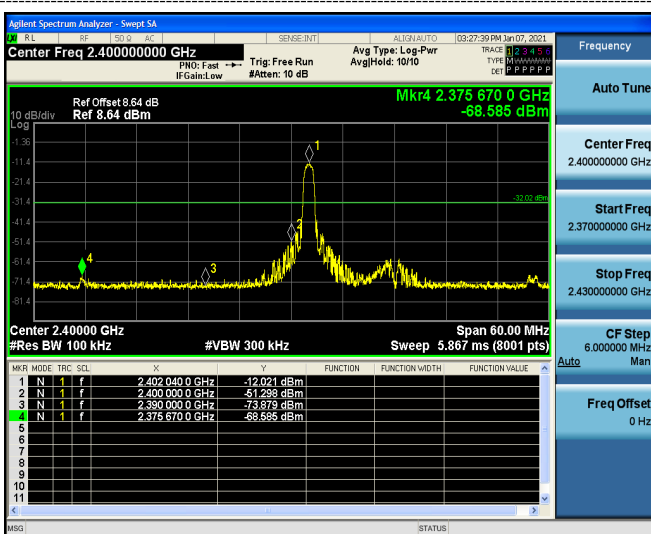 Agilent Spectrum Analyzer - Swept SA
RL RF 50 Ω AC SENSE:INT ALIGN AUTO 03:27:39 PM Jan 07, 2021
Center Freq 2.400000000 GHz
PNO: Fast
IFGain:Low
Trig: Free Run
#Atten: 10 dB
Avg Type: Log-Pwr
Avg|Hold: 10/10
TRACE 1 2 3 4 5 6
TYPE MWWWWW
DET P P P P P P
Frequency
Auto Tune
Center Freq
2.400000000 GHz
Start Freq
2.370000000 GHz
Stop Freq
2.430000000 GHz
CF Step
6.000000 MHz
Auto Man
Freq Offset
0 Hz
Mkr4 2.375 670 0 GHz
-68.585 dBm
Ref Offset 8.64 dB
10 dB/div Ref 8.64 dBm
Log
-1.36
-11.4
-21.4
-31.4
-41.4
-51.4
-61.4
-71.4
-81.4
1
2
3
4
-32.02 dBm
Center 2.40000 GHz Span 60.00 MHz
#Res BW 100 kHz #VBW 300 kHz Sweep 5.867 ms (8001 pts)
MKR MODE TRC SCL X Y FUNCTION FUNCTION WIDTH FUNCTION VALUE
1 N 1 f 2.402 040 0 GHz -12.021 dBm
2 N 1 f 2.400 000 0 GHz -51.298 dBm
3 N 1 f 2.390 000 0 GHz -73.879 dBm
4 N 1 f 2.375 670 0 GHz -68.585 dBm
5
6
7
8
9
10
11
MSG STATUS